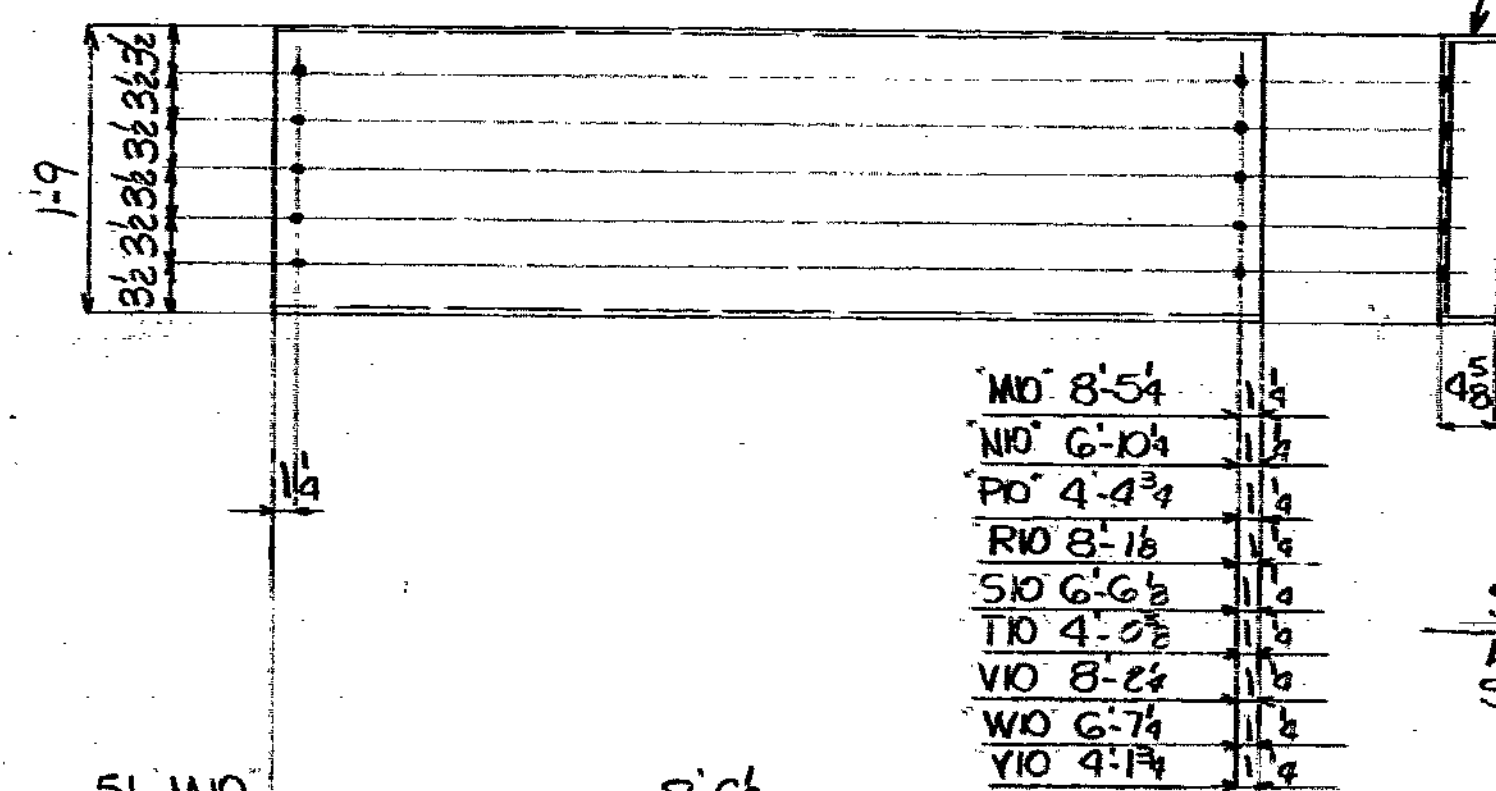 1'-9
3½ 3½ 3½ 3½ 3½ 3½
1¼
4⅝
"M10" 8'-5¼ 1¼
"N10" 6'-10¼ 1¼
"P10" 4'-4¾ 1¼
R10 8'-1⅛ 1¼
S10 6'-6⅛ 1¼
T10 4'-0⅝ 1¼
V10 8'-2¼ 1¼
W10 6'-7¼ 1¼
Y10 4'-1¾ 1¼